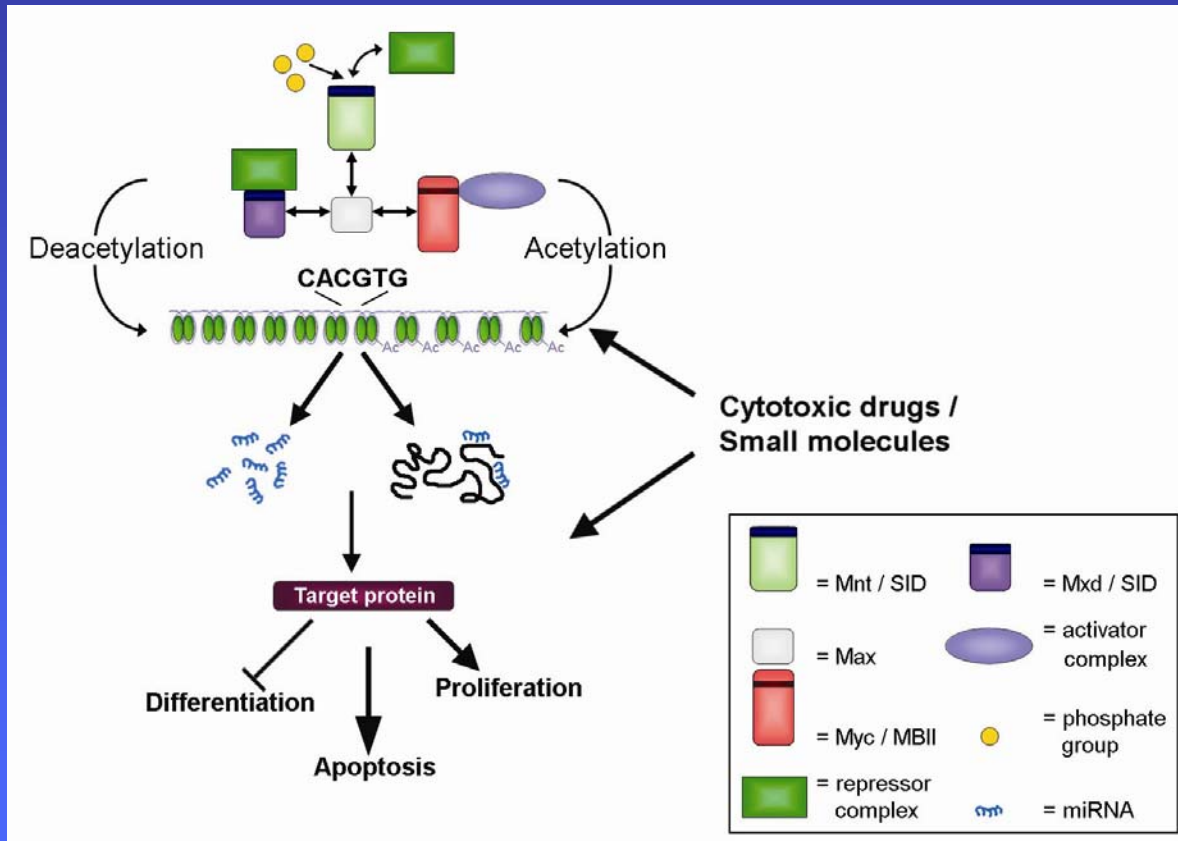 Deacetylation
Acetylation
CACGTG
Ac
Ac
Ac
Ac
Ac
Cytotoxic drugs /
Small molecules
Target protein
Differentiation
Proliferation
Apoptosis
= Mnt / SID
= Mxd / SID
= Max
= activator
complex
= Myc / MBII
= phosphate
group
= repressor
complex
= miRNA